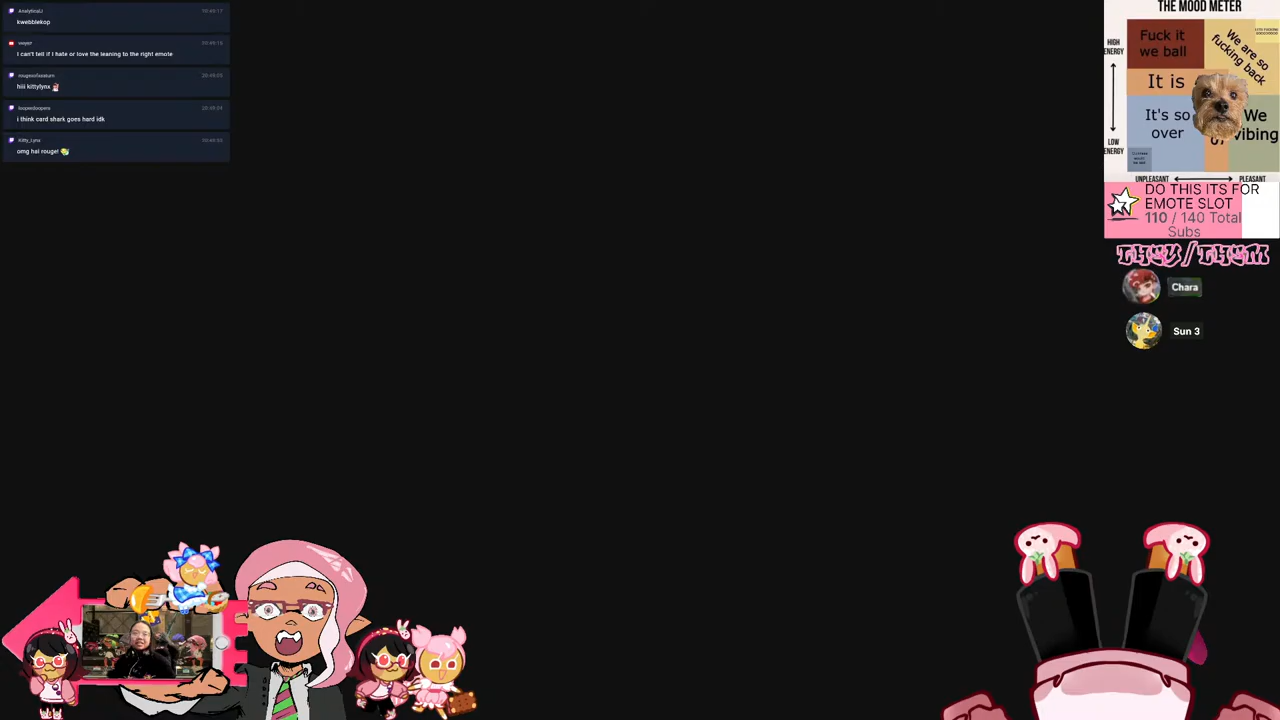 kwebblekop
I can't tell if I hate or love the leaning to the right emote
hiii kittylynx
i think card shark goes hard idk
Kitty_Lynx
omg hai rouge!
THE MOOD METER
HIGH
ENERGY
LOW
ENERGY
Fuck it
we ball
We are so
fucking back
It is
It's so
over
We
vibing
UNPLEASANT
PLEASANT
DO THIS ITS FOR
EMOTE SLOT
110 / 140 Total
Subs
THEY/THEM
Chara
Sun 3